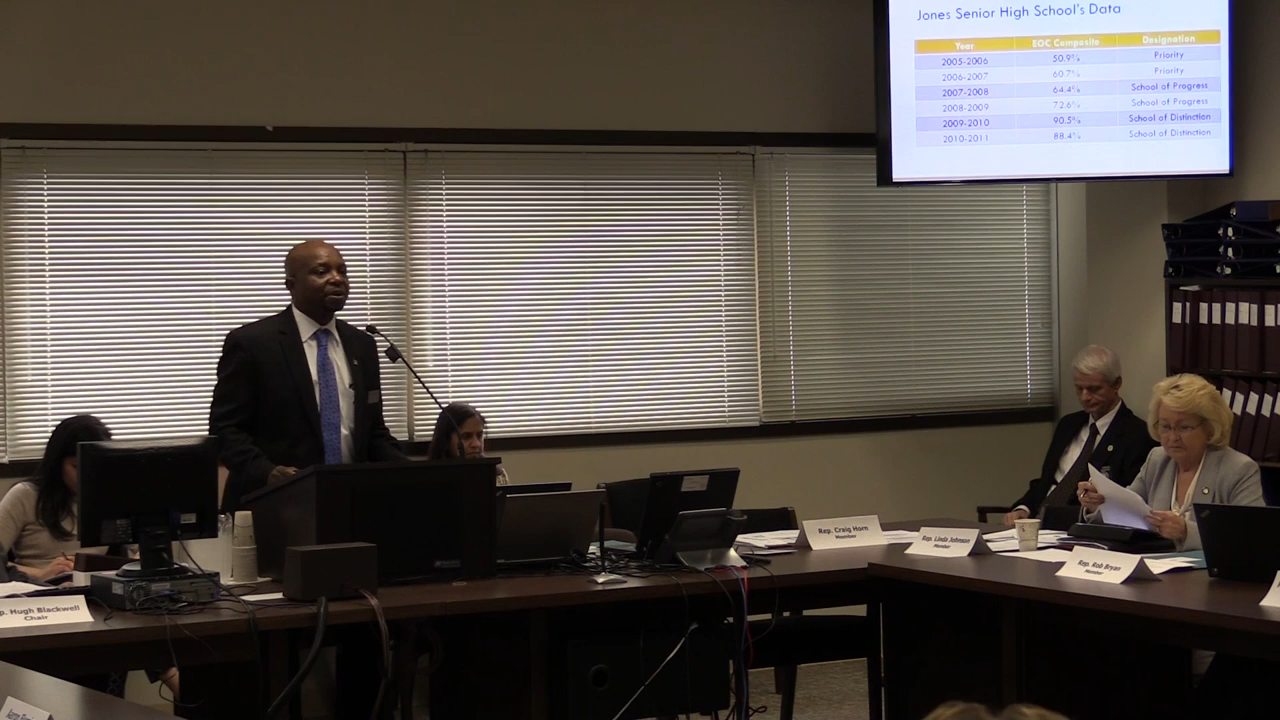 Jones Senior High School's Data
Year EOC Composite Designation
2005-2006 50.9% Priority
2006-2007 60.7% Priority
2007-2008 64.4% School of Progress
2008-2009 72.6% School of Progress
2009-2010 90.5% School of Distinction
2010-2011 88.4% School of Distinction
Rep. Craig Horn
Member
Rep. Linda Johnson
Member
Rep. Rob Bryan
Member
p. Hugh Blackwell
Chair